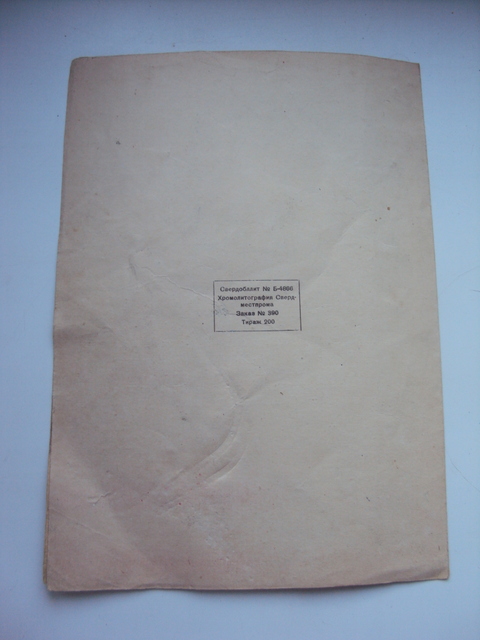 Свердоблит № Б-4886
Хромолитография Сверд-
местпрома
Заказ № 390
Тираж 200